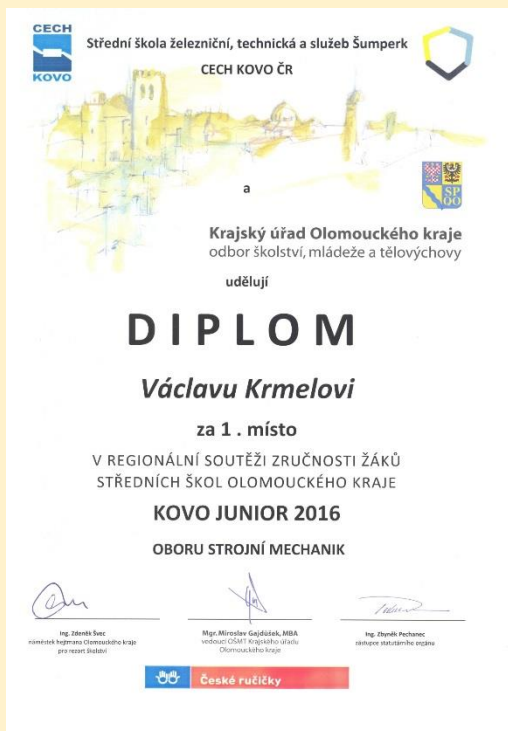 CECH
KOVO
Střední škola železniční, technická a služeb Šumperk
CECH KOVO ČR
a
SP
OO
Krajský úřad Olomouckého kraje
odbor školství, mládeže a tělovýchovy
udělují
DIPLOM
Václavu Krmelovi
za 1 . místo
V REGIONÁLNÍ SOUTĚŽI ZRUČNOSTI ŽÁKŮ
STŘEDNÍCH ŠKOL OLOMOUCKÉHO KRAJE
KOVO JUNIOR 2016
OBORU STROJNÍ MECHANIK
Ing. Zdeněk Švec
náměstek hejtmana Olomouckého kraje
pro resort školství
Mgr. Miroslav Gajdůšek, MBA
vedoucí OŠMT Krajského úřadu
Olomouckého kraje
Ing. Zbyněk Pechanec
zástupce statutárního orgánu
České ručičky